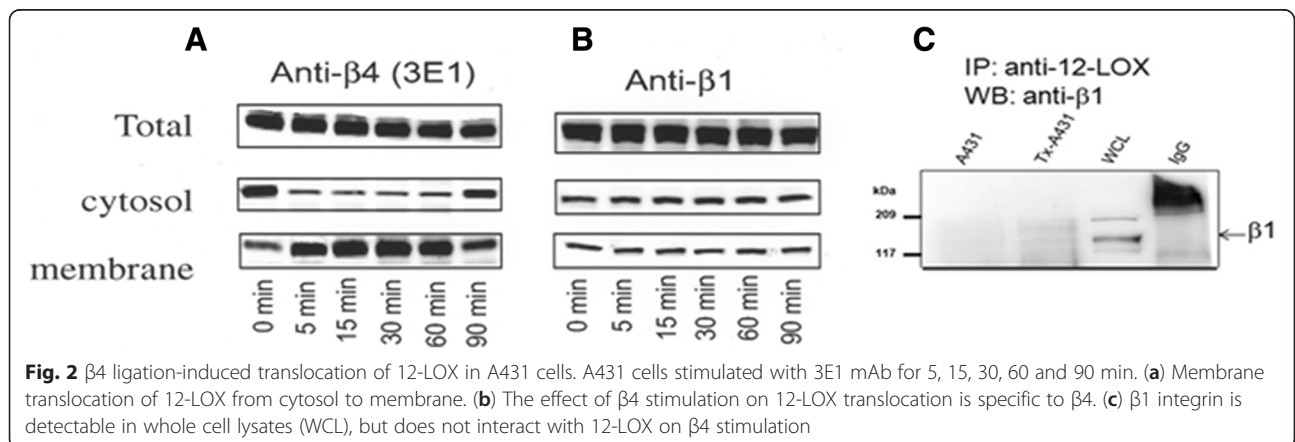 A
B
C
Anti-β4 (3E1)
Anti-β1
IP: anti-12-LOX
WB: anti-β1
Total
cytosol
membrane
0 min
5 min
15 min
30 min
60 min
90 min
0 min
5 min
15 min
30 min
60 min
90 min
A431
Tx-A431
WCL
IgG
kDa
209
117
β1
Fig. 2 β4 ligation-induced translocation of 12-LOX in A431 cells. A431 cells stimulated with 3E1 mAb for 5, 15, 30, 60 and 90 min. (a) Membrane
translocation of 12-LOX from cytosol to membrane. (b) The effect of β4 stimulation on 12-LOX translocation is specific to β4. (c) β1 integrin is
detectable in whole cell lysates (WCL), but does not interact with 12-LOX on β4 stimulation